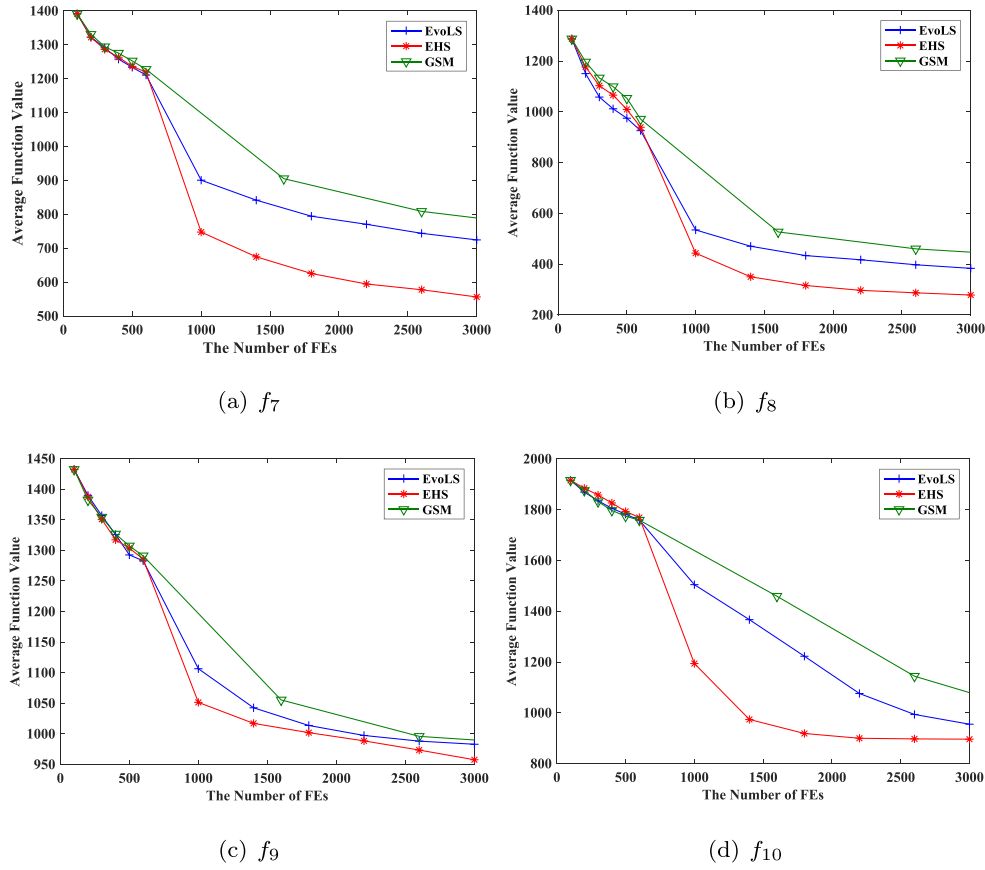 1400
1300
1200
1100
1000
900
800
700
600
500
Average Function Value
0 500 1000 1500 2000 2500 3000
The Number of FEs
EvoLS
EHS
GSM
(a) f7
1400
1200
1000
800
600
400
200
Average Function Value
0 500 1000 1500 2000 2500 3000
The Number of FEs
EvoLS
EHS
GSM
(b) f8
1450
1400
1350
1300
1250
1200
1150
1100
1050
1000
950
Average Function Value
0 500 1000 1500 2000 2500 3000
The Number of FEs
EvoLS
EHS
GSM
(c) f9
2000
1800
1600
1400
1200
1000
800
Average Function Value
0 500 1000 1500 2000 2500 3000
The Number of FEs
EvoLS
EHS
GSM
(d) f10